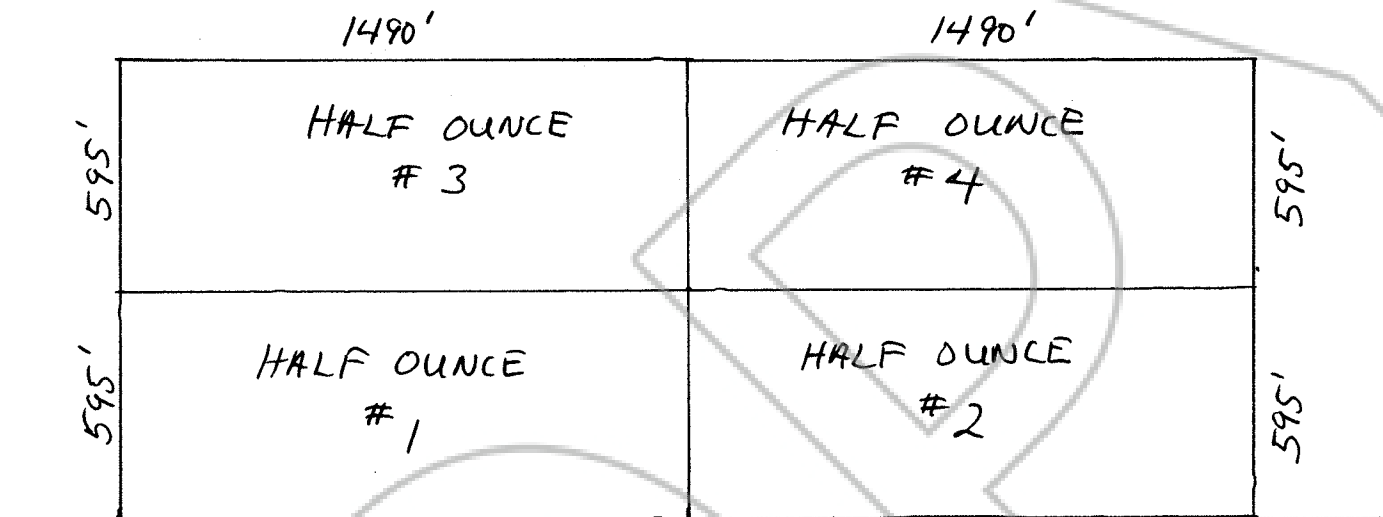 1490' 1490'
HALF OUNCE HALF OUNCE
# 3 # 4
595' 595'
HALF OUNCE HALF OUNCE
# 1 # 2
595' 595'